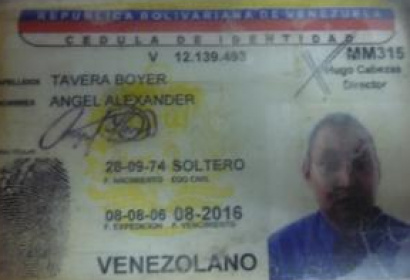 REPUBLICA BOLIVARIANA DE VENEZUELA
CEDULA DE IDENTIDAD
V 12.139.493 MM315
Hugo Cabezas
Director
APELLIDOS TAVERA BOYER
NOMBRES ANGEL ALEXANDER
28-09-74 SOLTERO
F. NACIMIENTO EDO CIVIL
08-08-06 08-2016
F. EXPEDICION F. VENCIMIENTO
VENEZOLANO